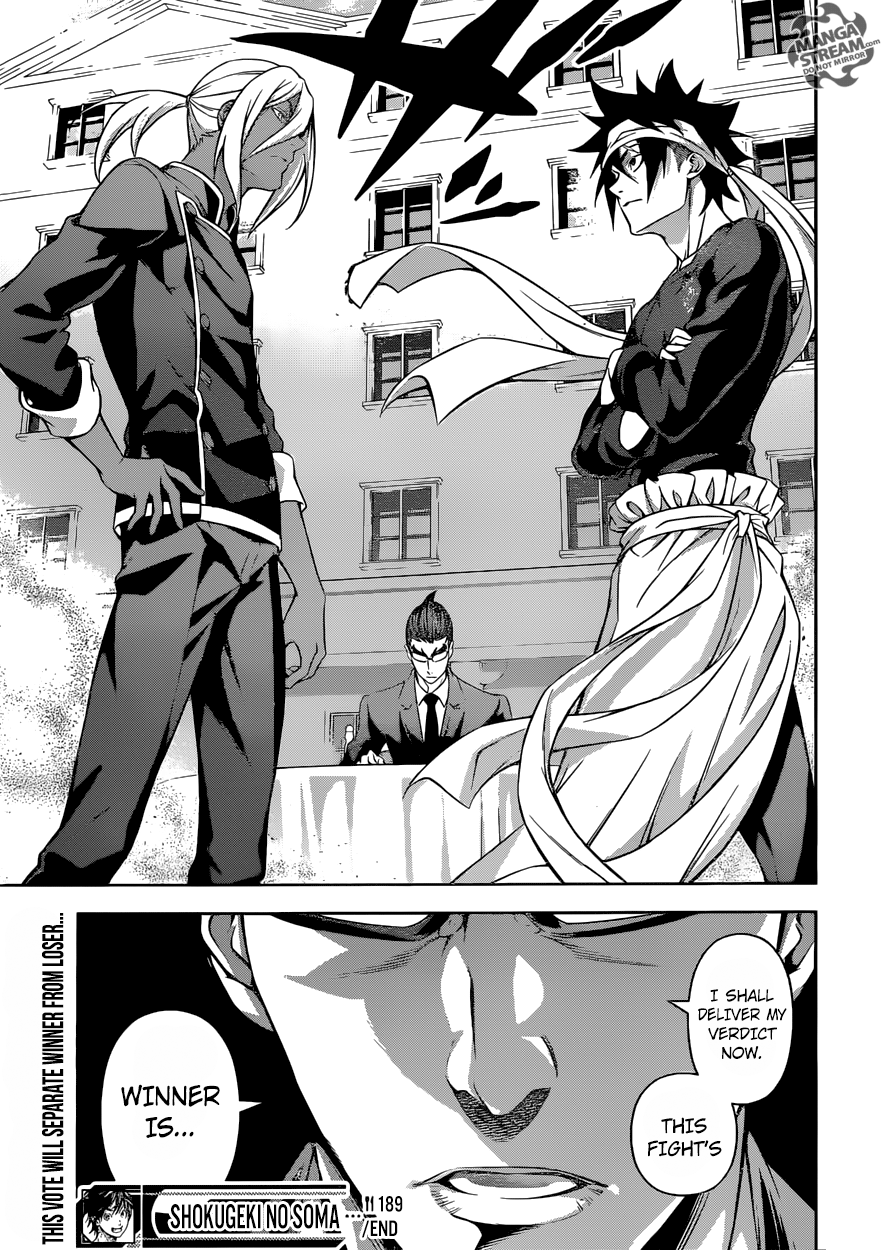 MANGA
STREAM.com
DO NOT MIRROR
I SHALL
DELIVER MY
VERDICT
NOW.
THIS
FIGHT'S
WINNER
IS...
THIS VOTE WILL SEPARATE WINNER FROM LOSER...
SHOKUGEKI NO SOMA ..... 189
/END